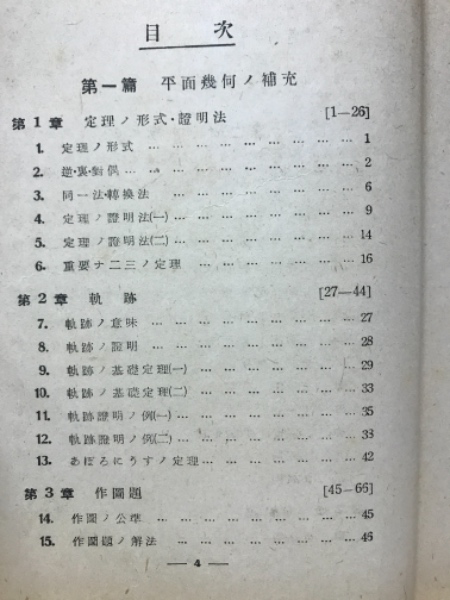 目次
第一篇 平面幾何ノ補充
第1章 定理ノ形式・證明法 [1—26]
1. 定理ノ形式 … … … … … … … … 1
2. 逆・裏・對偶… … … … … … … … 2
3. 同一法・轉換法 … … … … … … … 6
4. 定理ノ證明法(一) … … … … … … … 9
5. 定理ノ證明法(二) … … … … … … … 14
6. 重要ナ二三ノ定理 … … … … … … 16
第2章 軌跡 [27—44]
7. 軌跡ノ意味 … … … … … … … … 27
8. 軌跡ノ證明 … … … … … … … … 28
9. 軌跡ノ基礎定理(一) … … … … … … 29
10. 軌跡ノ基礎定理(二) … … … … … … 33
11. 軌跡證明ノ例(一) … … … … … … … 35
12. 軌跡證明ノ例(二) … … … … … … … 38
13. あぽろにうすノ定理… … … … … … 42
第3章 作圖題 [45—66]
14. 作圖ノ公準 … … … … … … … … 45
15. 作圖題ノ解法 … … … … … … … 46
— 4 —